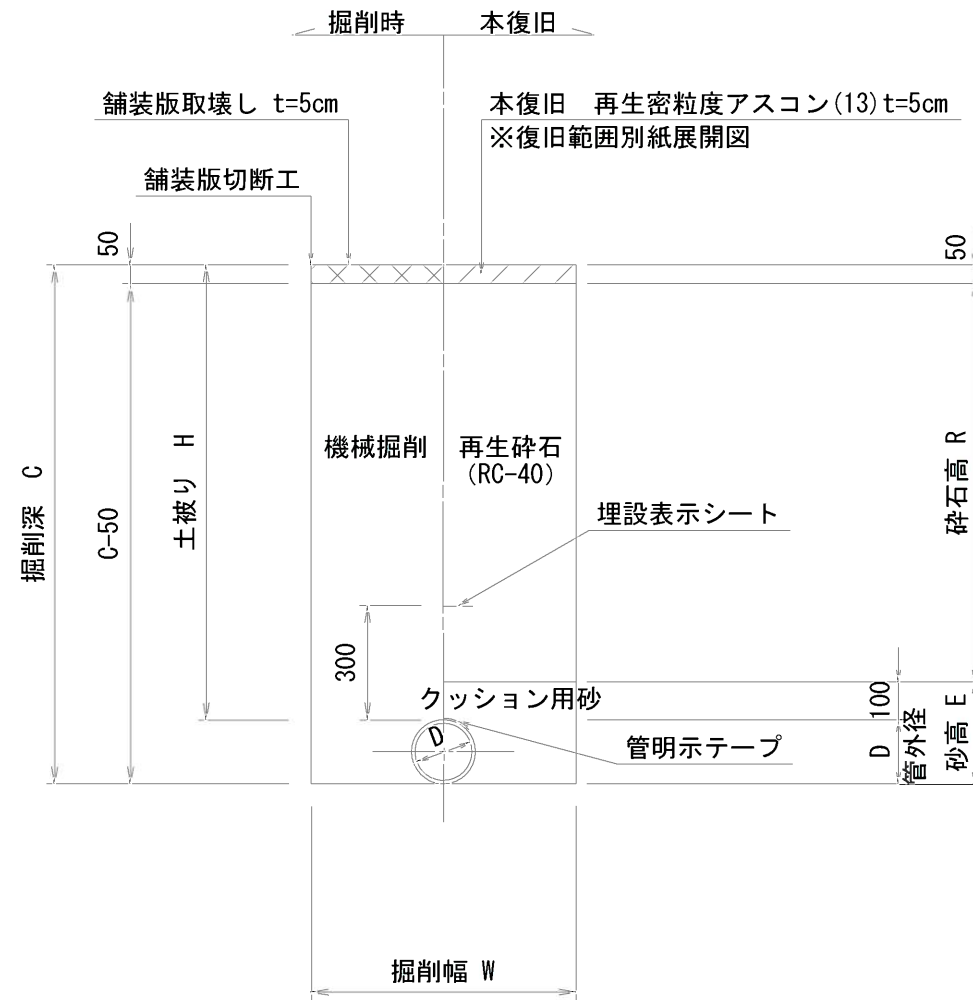 掘削時
本復旧
舗装版取壊し t=5cm
本復旧 再生密粒度アスコン(13)t=5cm
※復旧範囲別紙展開図
舗装版切断工
50
50
機械掘削
再生砕石
(RC-40)
掘削深 C
C-50
土被り H
砕石高 R
埋設表示シート
300
クッション用砂
100
D
管明示テープ
D
管外径
砂高 E
掘削幅 W